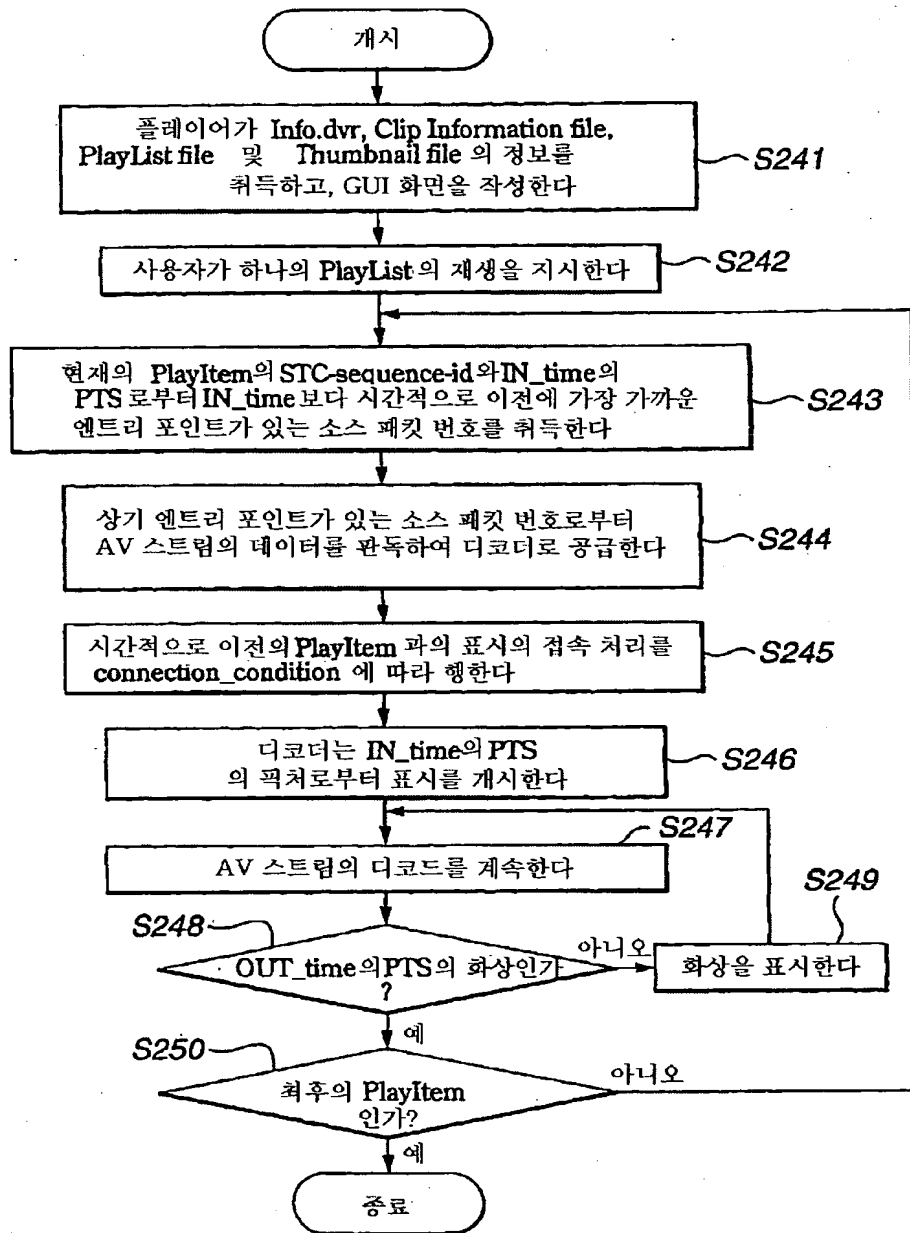 개시
플레이어가 Info.dvr, Clip Information file,
PlayList file 및 Thumbnail file 의 정보를
취득하고, GUI 화면을 작성한다
S241
사용자가 하나의 PlayList의 재생을 지시한다
S242
현재의 PlayItem의 STC-sequence-id와 IN_time의
PTS 로부터 IN_time 보다 시간적으로 이전에 가장 가까운
엔트리 포인트가 있는 소스 패킷 번호를 취득한다
S243
상기 엔트리 포인트가 있는 소스 패킷 번호로부터
AV 스트림의 데이터를 판독하여 디코더로 공급한다
S244
시간적으로 이전의 PlayItem 과의 표시의 접속 처리를
connection_condition 에 따라 행한다
S245
디코더는 IN_time의 PTS
의 픽처로부터 표시를 개시한다
S246
S247
AV 스트림의 디코드를 계속한다
S249
S248
OUT_time의 PTS의 화상인가
?
아니오
화상을 표시한다
예
S250
최후의 PlayItem
인가?
아니오
예
종료